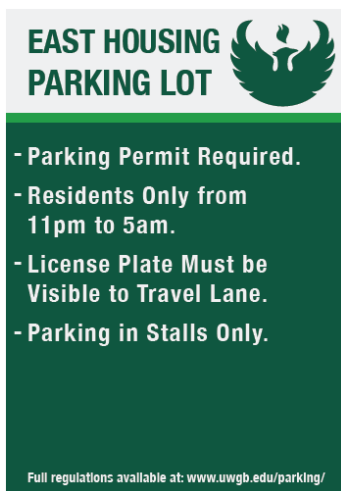 EAST HOUSING
PARKING LOT
- Parking Permit Required.
- Residents Only from
11pm to 5am.
- License Plate Must be
Visible to Travel Lane.
- Parking in Stalls Only.
Full regulations available at: www.uwgb.edu/parking/